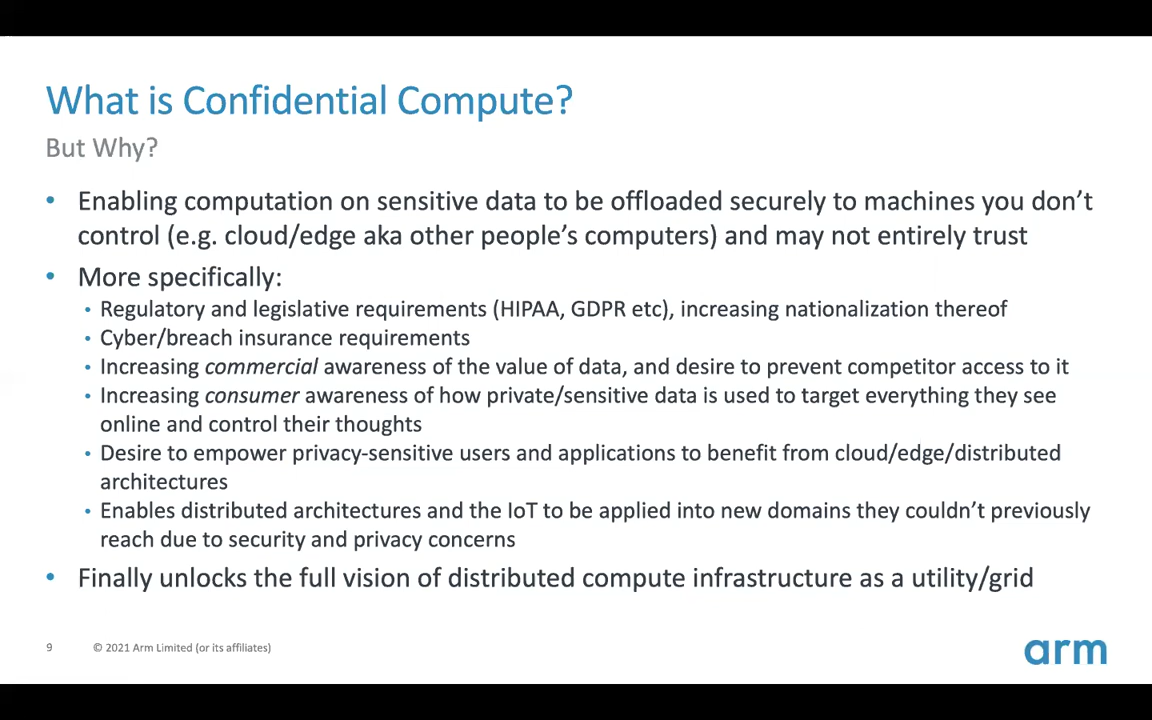 What is Confidential Compute?
But Why?
• Enabling computation on sensitive data to be offloaded securely to machines you don’t
control (e.g. cloud/edge aka other people’s computers) and may not entirely trust
• More specifically:
• Regulatory and legislative requirements (HIPAA, GDPR etc), increasing nationalization thereof
• Cyber/breach insurance requirements
• Increasing commercial awareness of the value of data, and desire to prevent competitor access to it
• Increasing consumer awareness of how private/sensitive data is used to target everything they see
online and control their thoughts
• Desire to empower privacy-sensitive users and applications to benefit from cloud/edge/distributed
architectures
• Enables distributed architectures and the IoT to be applied into new domains they couldn’t previously
reach due to security and privacy concerns
• Finally unlocks the full vision of distributed compute infrastructure as a utility/grid
9 © 2021 Arm Limited (or its affiliates)
arm